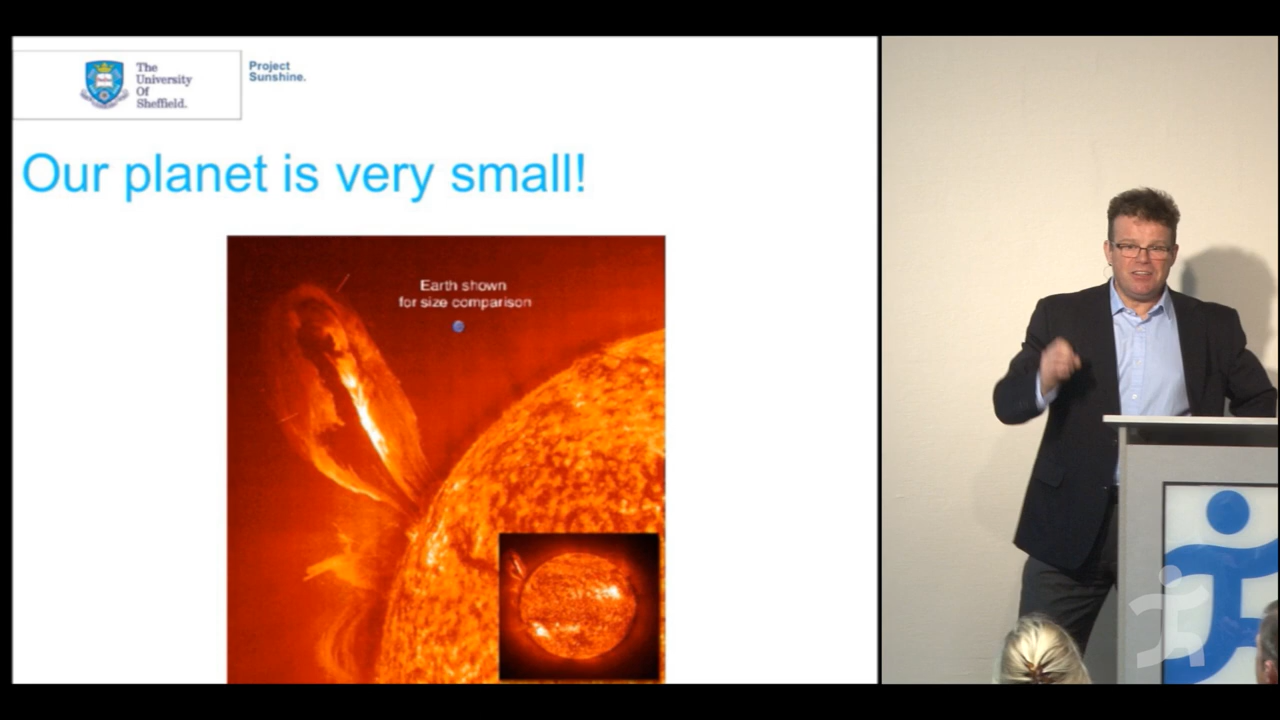 The
University
Of
Sheffield.
Project
Sunshine.
Our planet is very small!
Earth shown
for size comparison